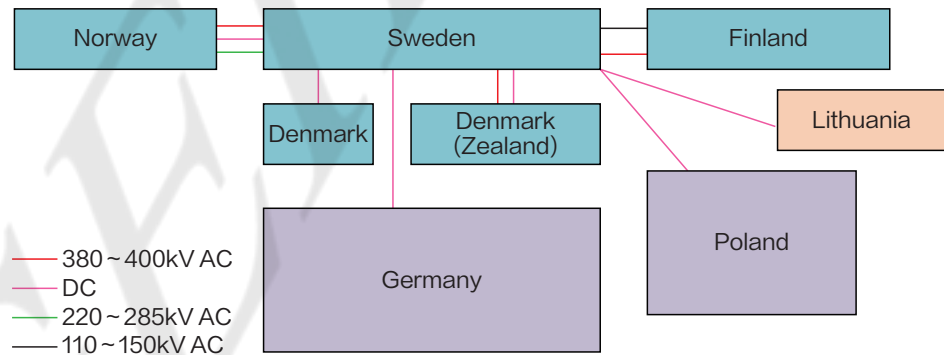 Norway
Sweden
Finland
Denmark
Denmark
(Zealand)
Lithuania
Poland
Germany
380~400kV AC
DC
220~285kV AC
110~150kV AC